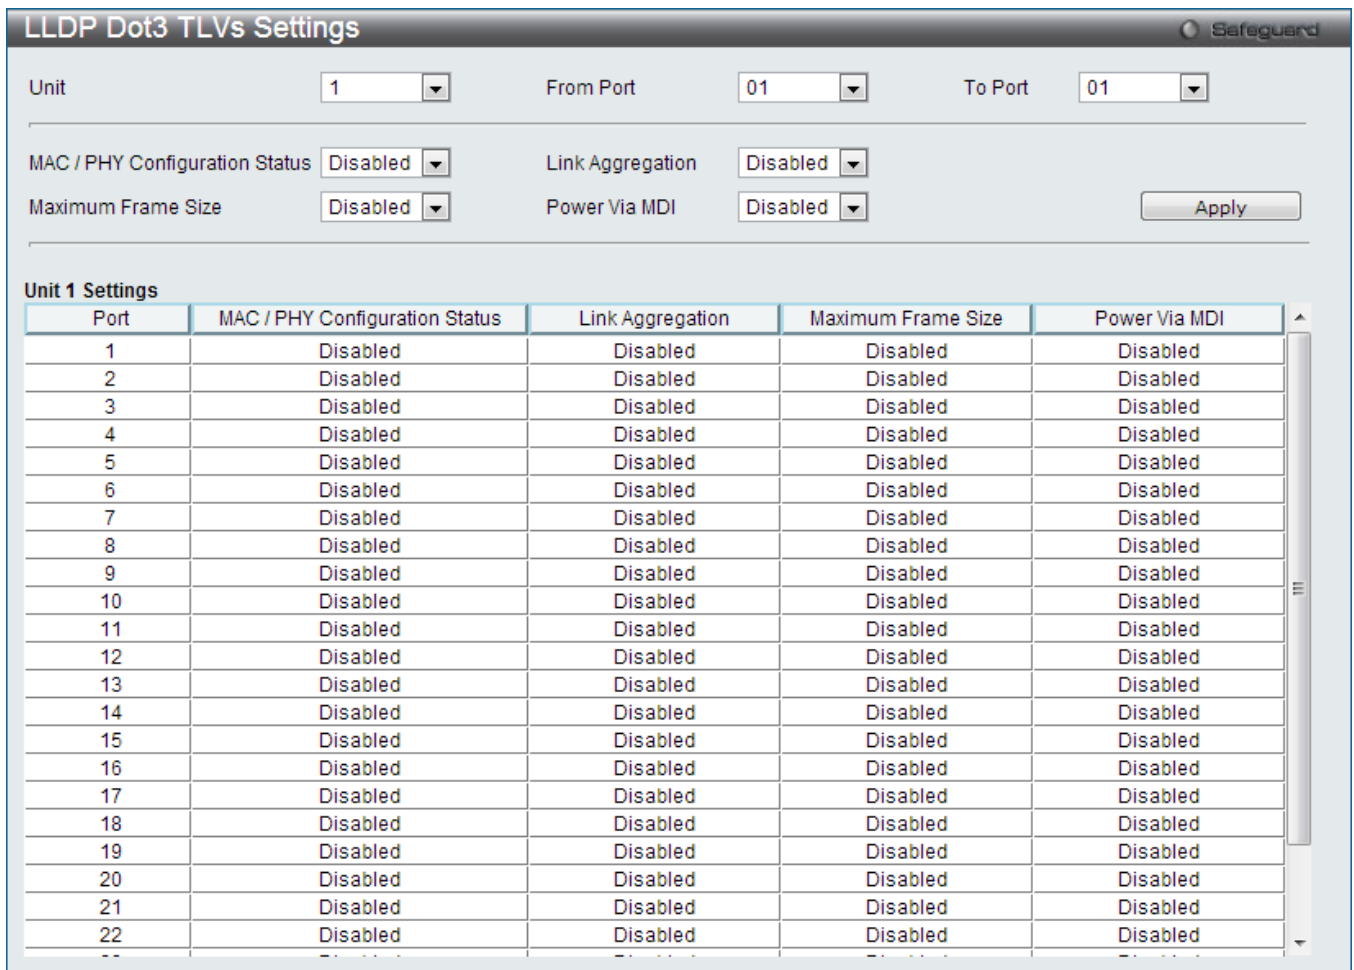 LLDP Dot3 TLVs Settings Safeguard
Unit 1 From Port 01 To Port 01
MAC / PHY Configuration Status Disabled Link Aggregation Disabled
Maximum Frame Size Disabled Power Via MDI Disabled Apply
Unit 1 Settings
Port MAC / PHY Configuration Status Link Aggregation Maximum Frame Size Power Via MDI
1 Disabled Disabled Disabled Disabled
2 Disabled Disabled Disabled Disabled
3 Disabled Disabled Disabled Disabled
4 Disabled Disabled Disabled Disabled
5 Disabled Disabled Disabled Disabled
6 Disabled Disabled Disabled Disabled
7 Disabled Disabled Disabled Disabled
8 Disabled Disabled Disabled Disabled
9 Disabled Disabled Disabled Disabled
10 Disabled Disabled Disabled Disabled
11 Disabled Disabled Disabled Disabled
12 Disabled Disabled Disabled Disabled
13 Disabled Disabled Disabled Disabled
14 Disabled Disabled Disabled Disabled
15 Disabled Disabled Disabled Disabled
16 Disabled Disabled Disabled Disabled
17 Disabled Disabled Disabled Disabled
18 Disabled Disabled Disabled Disabled
19 Disabled Disabled Disabled Disabled
20 Disabled Disabled Disabled Disabled
21 Disabled Disabled Disabled Disabled
22 Disabled Disabled Disabled Disabled